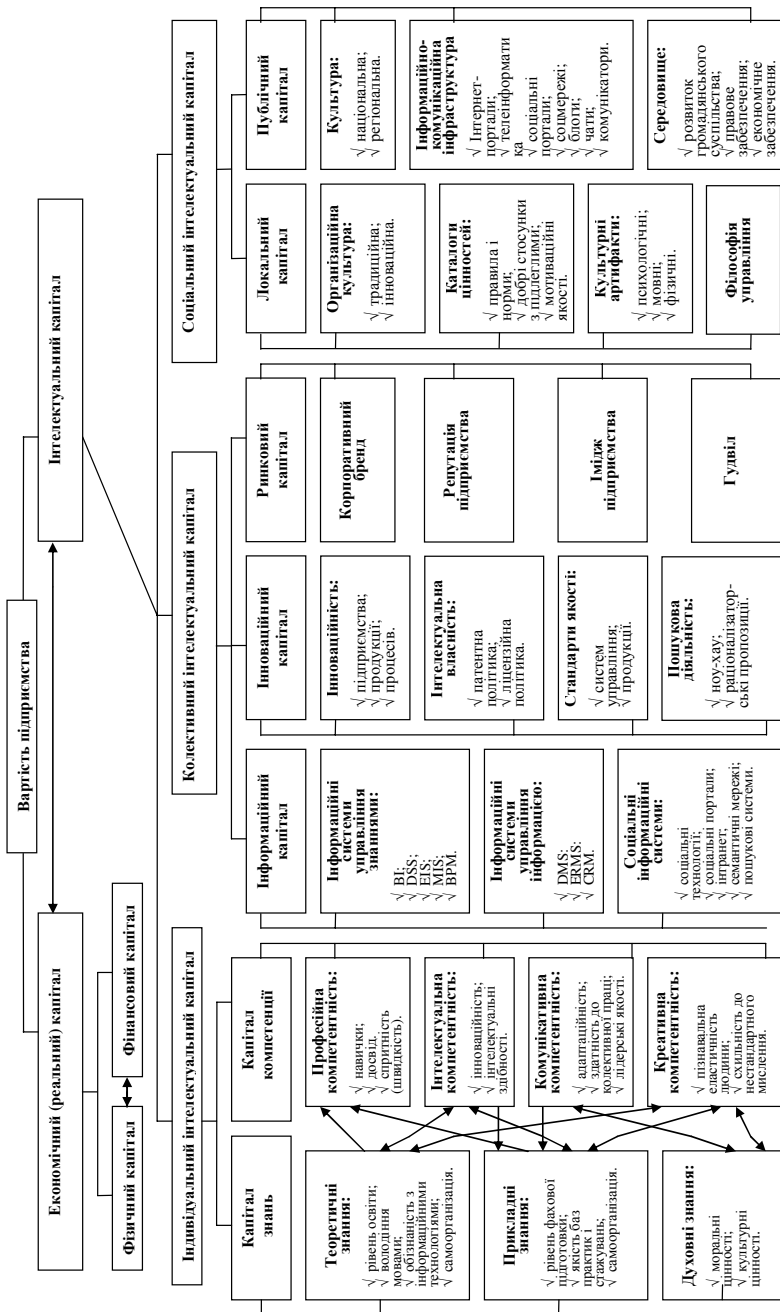 Вартість підприємства
Економічний (реальний) капітал
Інтелектуальний капітал
Фізичний капітал
Фінансовий капітал
Індивідуальний інтелектуальний капітал
Колективний інтелектуальний капітал
Соціальний інтелектуальний капітал
Капітал
знань
Капітал
компетенції
Інформаційний
капітал
Інноваційний
капітал
Ринковий
капітал
Локальний
капітал
Публічний
капітал
Теоретичні
знання:
√ рівень освіти;
√ володіння
мовами;
√ обізнаність з
інформаційними
технологіями;
√ самоорганізація.
Прикладні
знання:
√ рівень фахової
підготовки;
√ якість баз
практик і
стажувань;
√ самоорганізація.
Духовні знання:
√ моральні
цінності;
√ культурні
цінності.
Професійна
компетентність:
√ навички;
√ досвід,
√ спритність
(швидкість).
Інтелектуальна
компетентність:
√ інноваційність;
√ інтелектуальні
здібності.
Комунікативна
компетентність:
√ адаптаційність;
√ здатність до
колективної праці;
√ лідерські якості.
Креативна
компетентність:
√ пізнавальна
еластичність
людини;
√ схильність до
нестандартного
мислення.
Інформаційні
системи
управління
знаннями:
√ BI;
√ DSS;
√ EIS;
√ MIS;
√ BPM.
Інформаційні
системи
управління
інформацією:
√ DMS;
√ ERMS;
√ CRM.
Соціальні
інформаційні
системи:
√ соціальні
технології;
√ соціальні портали;
√ інтранет;
√ семантичні мережі;
√ пошукові системи.
Інноваційність:
√ підприємства;
√ продукції;
√ процесів.
Інтелектуальна
власність:
√ патентна
політика;
√ ліцензійна
політика.
Стандарти якості:
√ систем
управління;
√ продукції.
Пошукова
діяльність:
√ ноу-хау;
√ раціоналізатор-
ські пропозиції.
Корпоративний
бренд
Репутація
підприємства
Імідж
підприємства
Гудвіл
Організаційна
культура:
√ традиційна;
√ інноваційна.
Каталоги
цінностей:
√ правила і
норми;
√ добрі стосунки
з підлеглими;
√ мотиваційні
якості.
Культурні
артифакти:
√ психологічні;
√ мовні;
√ фізичні.
Філософія
управління
Культура:
√ національна;
√ регіональна.
Інформаційно-
комунікаційна
інфраструктура
√ Інтернет-
портали;
√ телеінформати
ка
√ соціальні
портали;
√ соцмережі;
√ блоги;
√ чати;
√ комунікатори.
Середовище:
√ розвиток
громадянського
суспільства;
√ правове
забезпечення;
√ економічне
забезпечення.